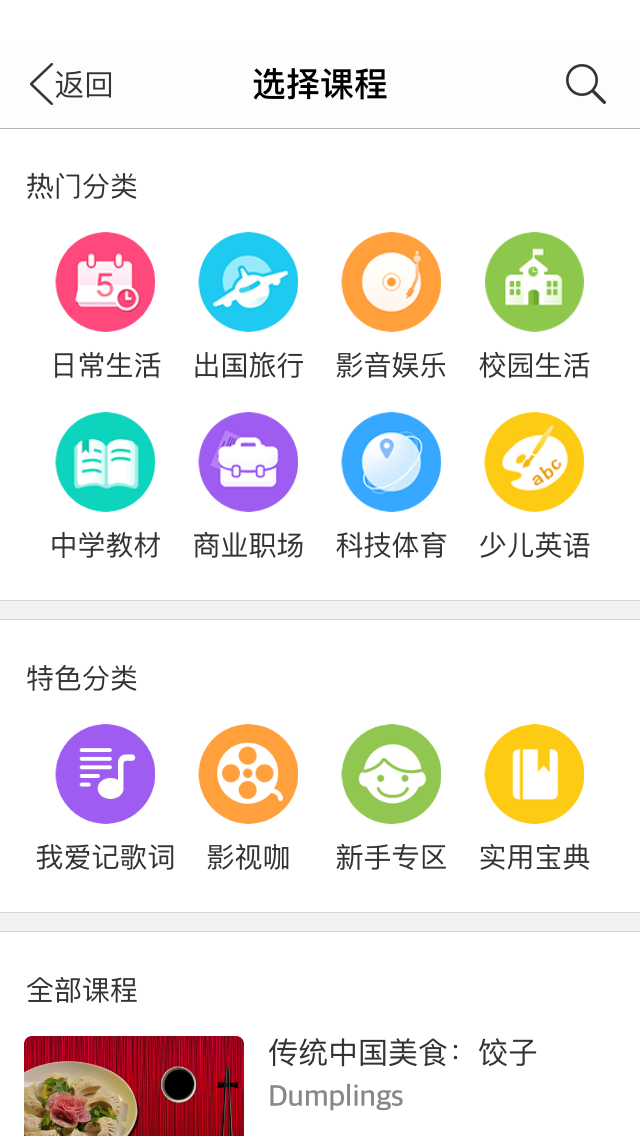 返回
选择课程
热门分类
5
日常生活 出国旅行 影音娱乐 校园生活
abc
中学教材 商业职场 科技体育 少儿英语
特色分类
我爱记歌词 影视咖 新手专区 实用宝典
全部课程
传统中国美食：饺子
Dumplings